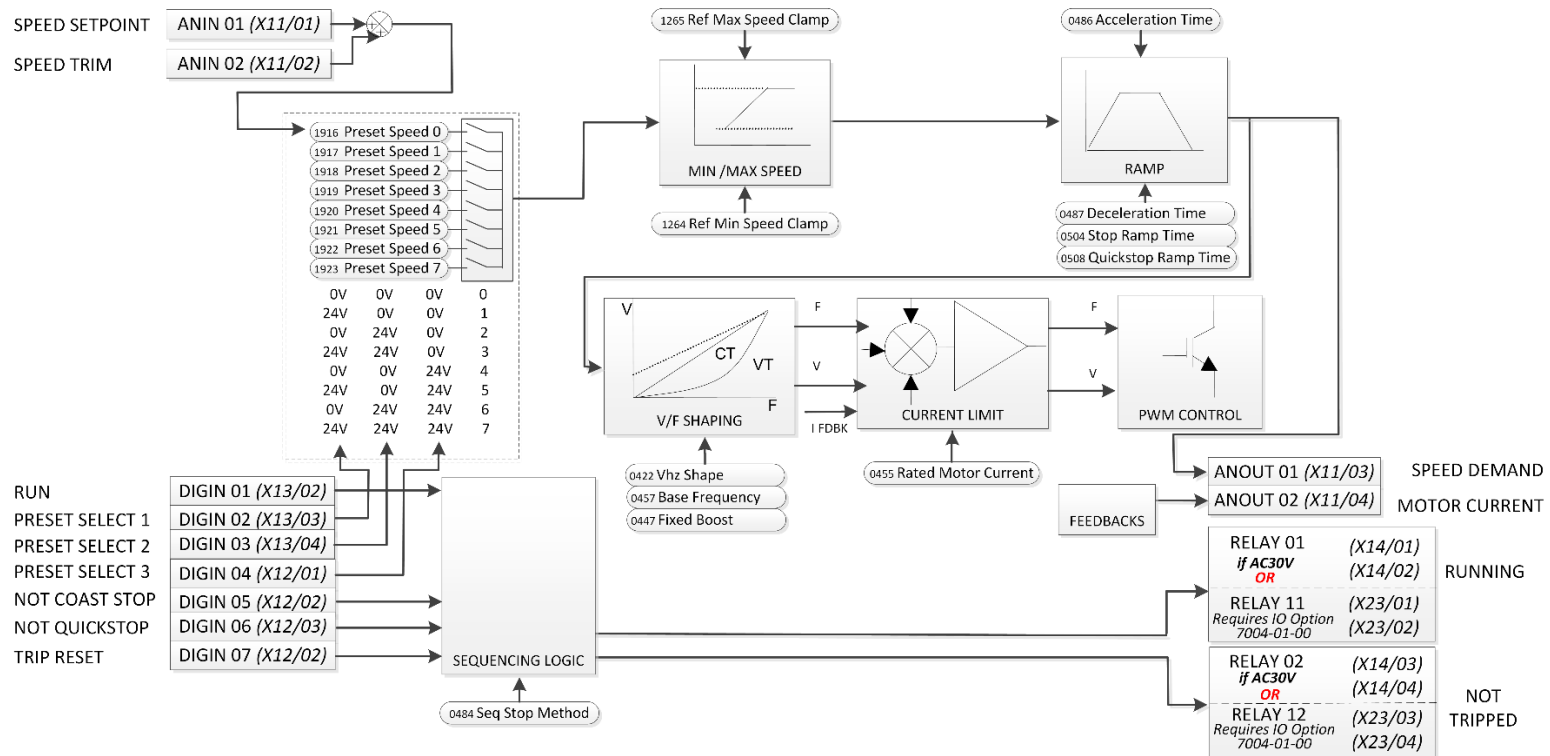 SPEED SETPOINT
ANIN 01 (X11/01)
SPEED TRIM
ANIN 02 (X11/02)
1265 Ref Max Speed Clamp
MIN /MAX SPEED
1264 Ref Min Speed Clamp
0486 Acceleration Time
RAMP
0487 Deceleration Time
0504 Stop Ramp Time
0508 Quickstop Ramp Time
1916 Preset Speed 0
1917 Preset Speed 1
1918 Preset Speed 2
1919 Preset Speed 3
1920 Preset Speed 4
1921 Preset Speed 5
1922 Preset Speed 6
1923 Preset Speed 7
0V 0V 0V 0
24V 0V 0V 1
0V 24V 0V 2
24V 24V 0V 3
0V 0V 24V 4
24V 0V 24V 5
0V 24V 24V 6
24V 24V 24V 7
V
CT
VT
F
V/F SHAPING
0422 Vhz Shape
0457 Base Frequency
0447 Fixed Boost
F
V
I FDBK
CURRENT LIMIT
0455 Rated Motor Current
F
V
PWM CONTROL
RUN
DIGIN 01 (X13/02)
PRESET SELECT 1
DIGIN 02 (X13/03)
PRESET SELECT 2
DIGIN 03 (X13/04)
PRESET SELECT 3
DIGIN 04 (X12/01)
NOT COAST STOP
DIGIN 05 (X12/02)
NOT QUICKSTOP
DIGIN 06 (X12/03)
TRIP RESET
DIGIN 07 (X12/02)
SEQUENCING LOGIC
0484 Seq Stop Method
FEEDBACKS
ANOUT 01 (X11/03)
SPEED DEMAND
ANOUT 02 (X11/04)
MOTOR CURRENT
RELAY 01 (X14/01)
if AC30V (X14/02)
OR
RUNNING
RELAY 11 (X23/01)
Requires IO Option (X23/02)
7004-01-00
RELAY 02 (X14/03)
if AC30V (X14/04)
OR
NOT
TRIPPED
RELAY 12 (X23/03)
Requires IO Option (X23/04)
7004-01-00